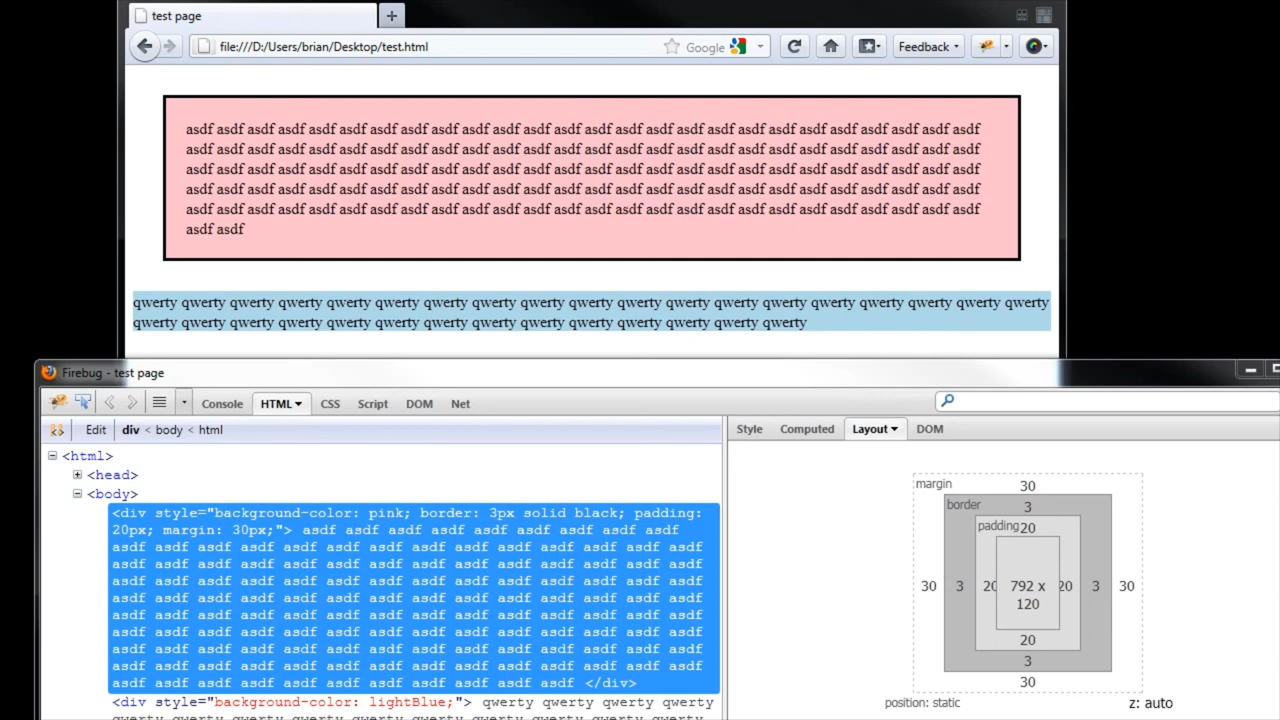 test page
file:///D:/Users/brian/Desktop/test.html
Google
Feedback
asdf asdf asdf asdf asdf asdf asdf asdf asdf asdf asdf asdf asdf asdf asdf asdf asdf asdf asdf asdf asdf asdf asdf asdf asdf asdf
asdf asdf asdf asdf asdf asdf asdf asdf asdf asdf asdf asdf asdf asdf asdf asdf asdf asdf asdf asdf asdf asdf asdf asdf asdf asdf
asdf asdf asdf asdf asdf asdf asdf asdf asdf asdf asdf asdf asdf asdf asdf asdf asdf asdf asdf asdf asdf asdf asdf asdf asdf asdf
asdf asdf asdf asdf asdf asdf asdf asdf asdf asdf asdf asdf asdf asdf asdf asdf asdf asdf asdf asdf asdf asdf asdf asdf asdf asdf
asdf asdf asdf asdf asdf asdf asdf asdf asdf asdf asdf asdf asdf asdf asdf asdf asdf asdf asdf asdf asdf asdf asdf asdf asdf asdf
asdf asdf
qwerty qwerty qwerty qwerty qwerty qwerty qwerty qwerty qwerty qwerty qwerty qwerty qwerty qwerty qwerty qwerty qwerty qwerty qwerty
qwerty qwerty qwerty qwerty qwerty qwerty qwerty qwerty qwerty qwerty qwerty qwerty qwerty qwerty
Firebug - test page
Console HTML CSS Script DOM Net
Edit div < body < html
<html>
<head>
<body>
<div style="background-color: pink; border: 3px solid black; padding:
20px; margin: 30px;"> asdf asdf asdf asdf asdf asdf asdf asdf asdf
asdf asdf asdf asdf asdf asdf asdf asdf asdf asdf asdf asdf asdf asdf
asdf asdf asdf asdf asdf asdf asdf asdf asdf asdf asdf asdf asdf asdf
asdf asdf asdf asdf asdf asdf asdf asdf asdf asdf asdf asdf asdf asdf
asdf asdf asdf asdf asdf asdf asdf asdf asdf asdf asdf asdf asdf asdf
asdf asdf asdf asdf asdf asdf asdf asdf asdf asdf asdf asdf asdf asdf
asdf asdf asdf asdf asdf asdf asdf asdf asdf asdf asdf asdf asdf asdf
asdf asdf asdf asdf asdf asdf asdf asdf asdf asdf asdf asdf asdf asdf
asdf asdf asdf asdf asdf asdf asdf asdf asdf asdf asdf asdf asdf asdf
asdf asdf asdf asdf asdf asdf asdf asdf asdf asdf asdf </div>
<div style="background-color: lightBlue;"> qwerty qwerty qwerty qwerty
qwerty qwerty qwerty qwerty qwerty qwerty qwerty qwerty qwerty qwerty
Style Computed Layout DOM
margin 30
border 3
padding 20
30 3 20 792 x 20 3 30
120
20
3
30
position: static z: auto